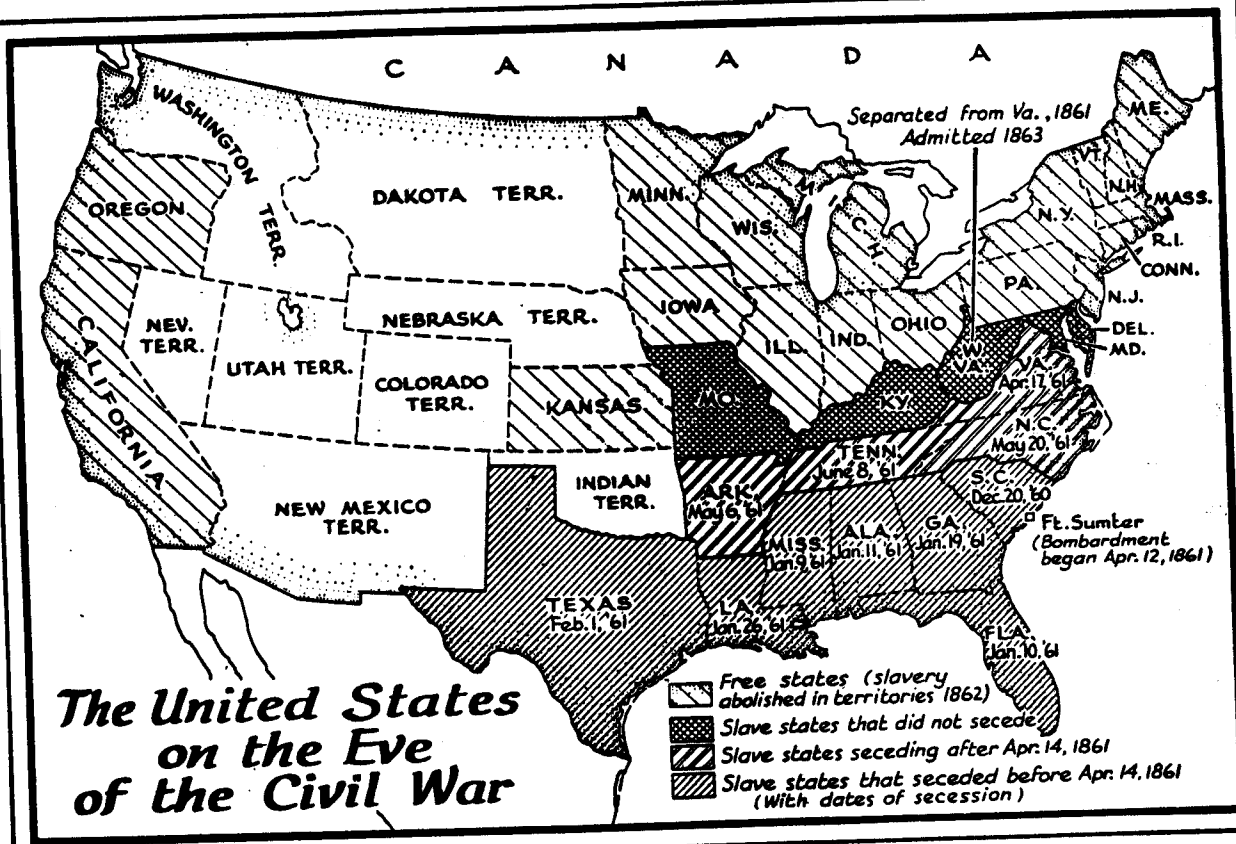 C A N A D A
Separated from Va., 1861
Admitted 1863
WASHINGTON
TERR.
OREGON
DAKOTA TERR.
MINN.
WIS.
MICH.
ME.
VT.
N.H.
MASS.
N.Y.
R.I.
CONN.
PA.
N.J.
DEL.
MD.
CALIFORNIA
NEV.
TERR.
UTAH TERR.
NEBRASKA TERR.
IOWA
ILL.
IND.
OHIO
W.
VA.
VA.
Apr. 17, '61
COLORADO
TERR.
KANSAS
MO.
KY.
N.C.
May 20, '61
TENN.
June 8, '61
S.C.
Dec. 20, '60
NEW MEXICO
TERR.
INDIAN
TERR.
ARK.
May 6, '61
MISS.
Jan. 9, '61
ALA.
Jan. 11, '61
GA.
Jan. 19, '61
Ft. Sumter
(Bombardment
began Apr. 12, 1861)
TEXAS
Feb. 1, '61
LA.
Jan. 26, '61
FLA.
Jan. 10, '61
The United States
on the Eve
of the Civil War
Free states (slavery
abolished in territories 1862)
Slave states that did not secede
Slave states seceding after Apr. 14, 1861
Slave states that seceded before Apr. 14, 1861
(With dates of secession)